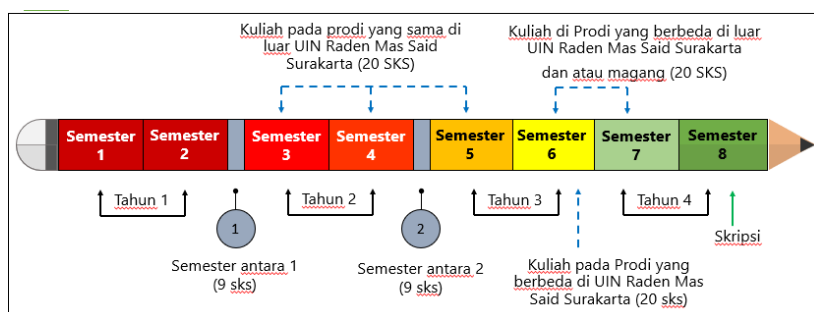 Kuliah pada prodi yang sama di
luar UIN Raden Mas Said
Surakarta (20 SKS)
Kuliah di Prodi yang berbeda di luar
UIN Raden Mas Said Surakarta
dan atau magang (20 SKS)
Semester
1
Semester
2
Semester
3
Semester
4
Semester
5
Semester
6
Semester
7
Semester
8
Tahun 1
Tahun 2
Tahun 3
Tahun 4
1
2
Skripsi
Semester antara 1
(9 sks)
Semester antara 2
(9 sks)
Kuliah pada Prodi yang
berbeda di UIN Raden Mas
Said Surakarta (20 sks)